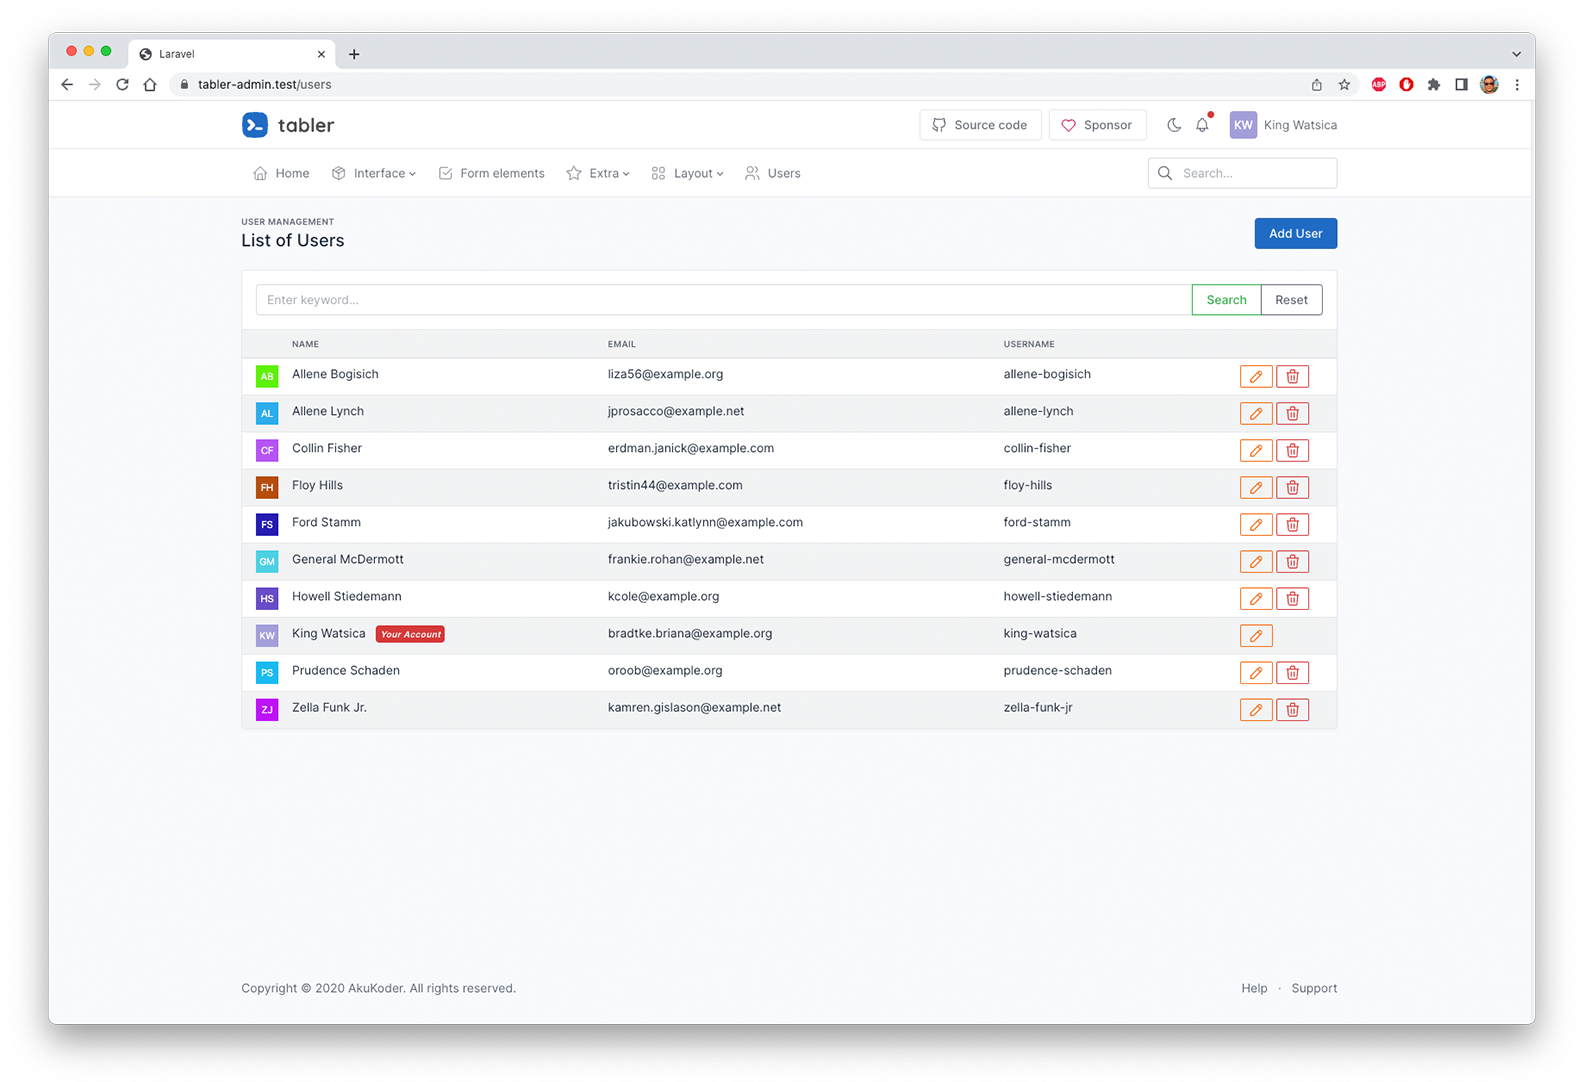 Laravel
tabler-admin.test/users
ABP
tabler
Source code
Sponsor
KW King Watsica
Home Interface Form elements Extra Layout Users
Search...
USER MANAGEMENT
List of Users
Add User
Enter keyword...
Search Reset
NAME EMAIL USERNAME
AB Allene Bogisich liza56@example.org allene-bogisich
AL Allene Lynch jprosacco@example.net allene-lynch
CF Collin Fisher erdman.janick@example.com collin-fisher
FH Floy Hills tristin44@example.com floy-hills
FS Ford Stamm jakubowski.katlynn@example.com ford-stamm
GM General McDermott frankie.rohan@example.net general-mcdermott
HS Howell Stiedemann kcole@example.org howell-stiedemann
KW King Watsica Your Account bradtke.briana@example.org king-watsica
PS Prudence Schaden oroob@example.org prudence-schaden
ZJ Zella Funk Jr. kamren.gislason@example.net zella-funk-jr
Copyright © 2020 AkuKoder. All rights reserved.
Help · Support